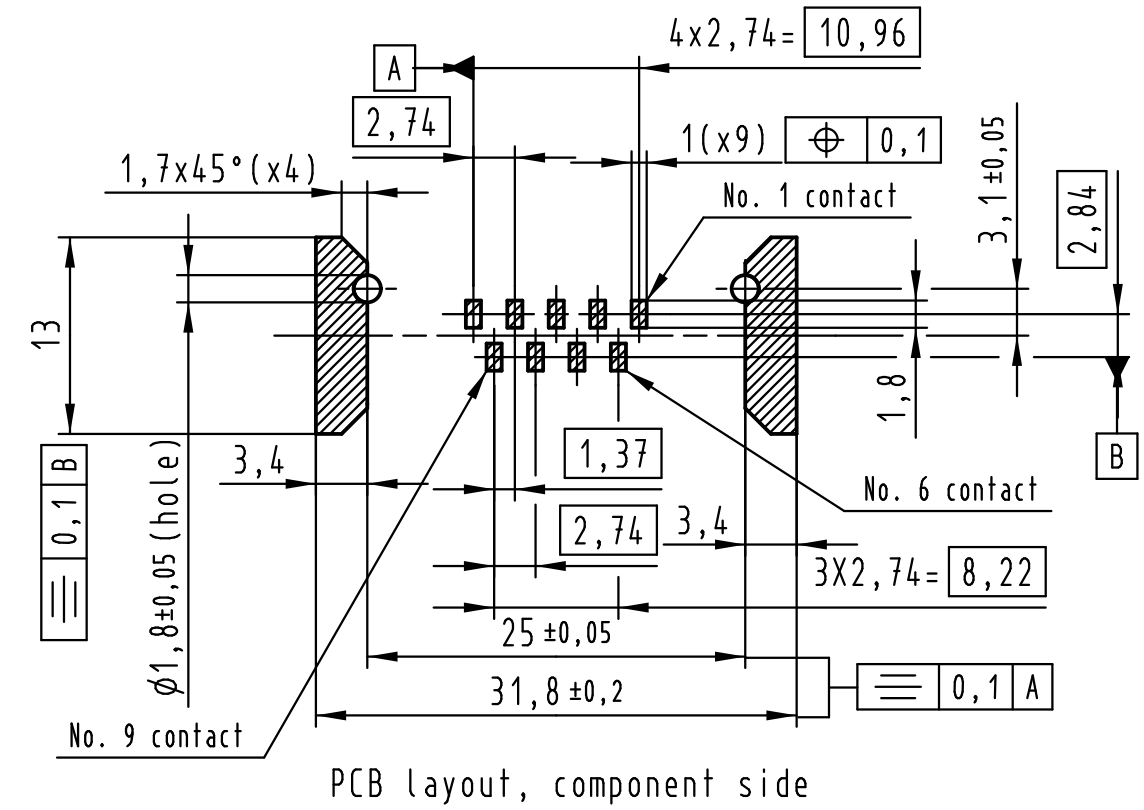 4x2,74= 10,96
A
2,74
1(x9) ⌖ 0,1
1,7x45°(x4)
No. 1 contact
3,1±0,05
2,84
13
1,8
B
⌯ 0,1 B
Ø1,8±0,05(hole)
3,4
1,37
No. 6 contact
2,74
3,4
3X2,74= 8,22
25±0,05
31,8±0,2
⌯ 0,1 A
No. 9 contact
PCB layout, component side